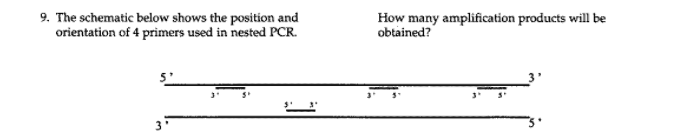 9. The schematic below shows the position and
orientation of 4 primers used in nested PCR.
How many amplification products will be
obtained?
5' 3'
3' 5' 3' 5' 3' 5'
5' 3'
3' 5'